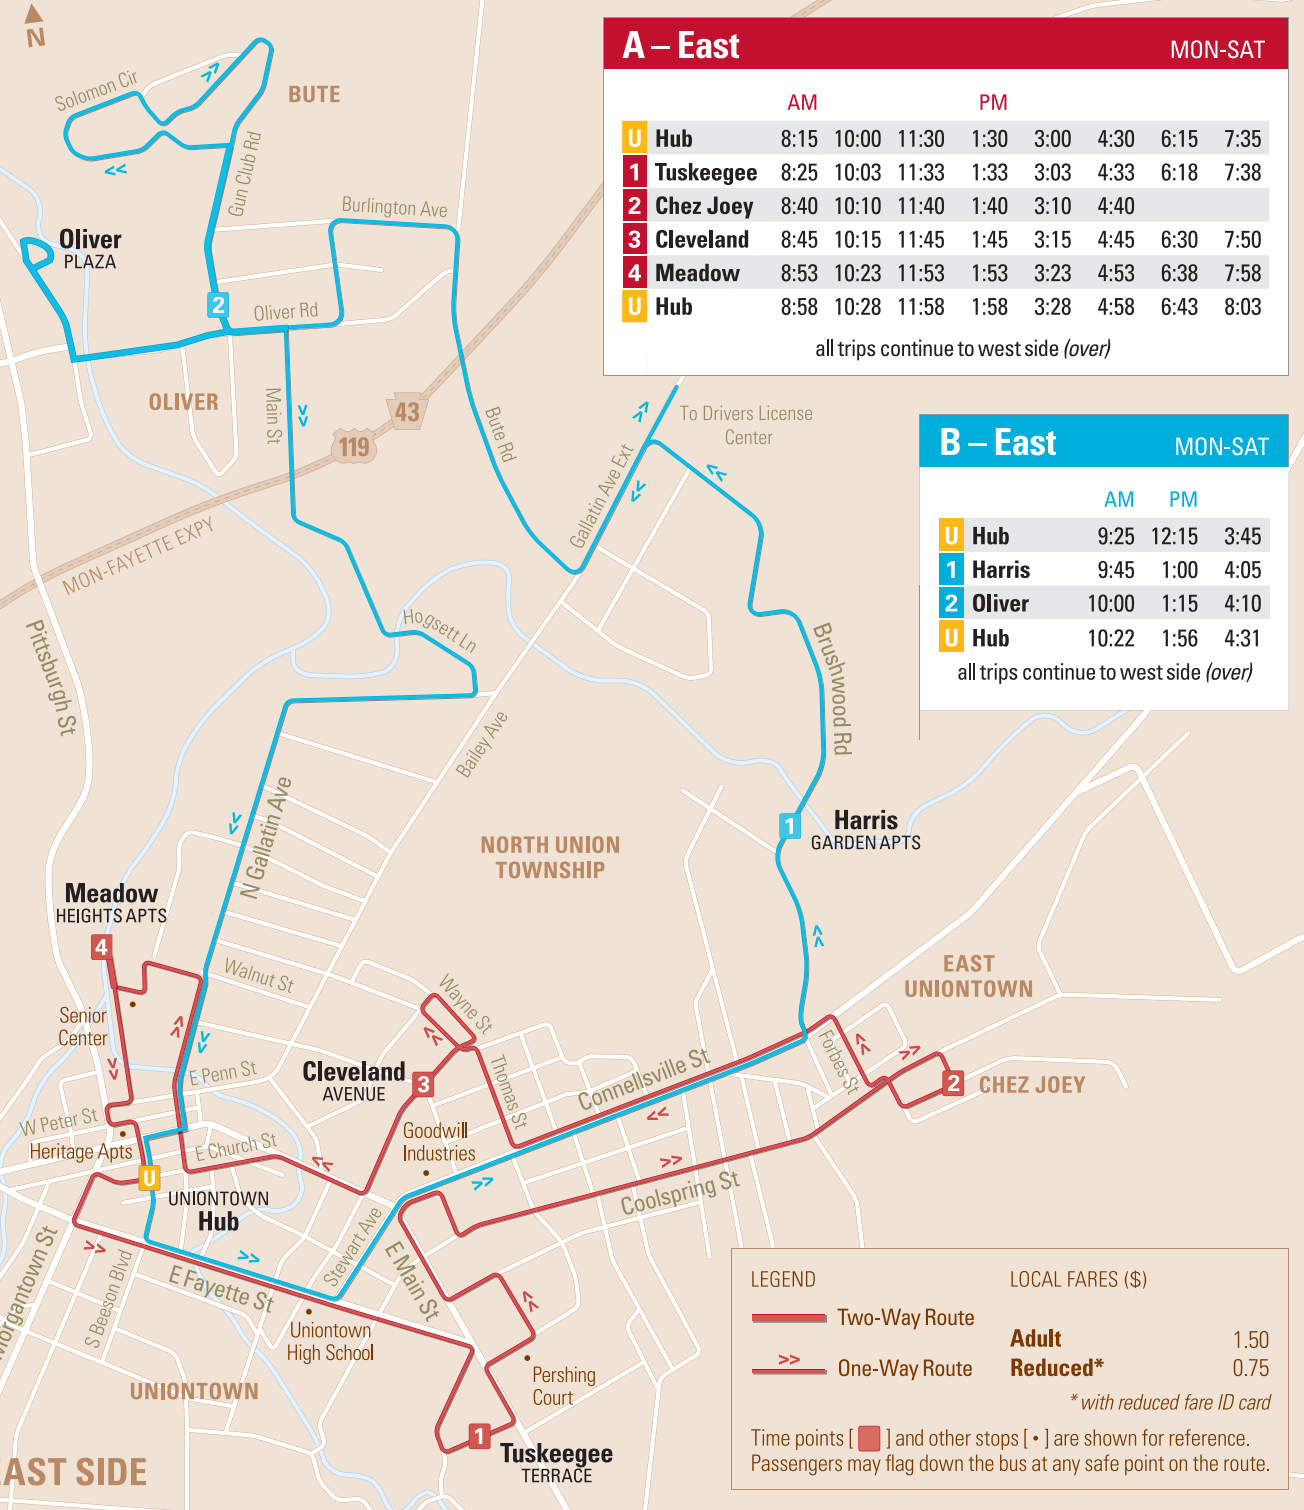 N
BUTE
Solomon Cir
Gun Club Rd
Burlington Ave
Oliver
PLAZA
2
Oliver Rd
OLIVER
Main St
43
119
MON-FAYETTE EXPY
Bute Rd
Gallatin Ave Ext
To Drivers License
Center
Pittsburgh St
Hogsett Ln
Bailey Ave
Brushwood Rd
N Gallatin Ave
NORTH UNION
TOWNSHIP
1
Harris
GARDEN APTS
Meadow
HEIGHTS APTS
4
Senior
Center
Walnut St
Wayne St
EAST
UNIONTOWN
Cleveland
AVENUE
3
Thomas St
Connellsville St
Forbes St
2
CHEZ JOEY
E Penn St
W Peter St
Heritage Apts
E Church St
Goodwill
Industries
U
UNIONTOWN
Hub
Coolspring St
Stewart Ave
E Main St
Morgantown St
S Beeson Blvd
E Fayette St
Uniontown
High School
Pershing
Court
UNIONTOWN
1
Tuskeegee
TERRACE
EAST SIDE
A – East MON-SAT
AM PM
U Hub 8:15 10:00 11:30 1:30 3:00 4:30 6:15 7:35
1 Tuskeegee 8:25 10:03 11:33 1:33 3:03 4:33 6:18 7:38
2 Chez Joey 8:40 10:10 11:40 1:40 3:10 4:40
3 Cleveland 8:45 10:15 11:45 1:45 3:15 4:45 6:30 7:50
4 Meadow 8:53 10:23 11:53 1:53 3:23 4:53 6:38 7:58
U Hub 8:58 10:28 11:58 1:58 3:28 4:58 6:43 8:03
all trips continue to west side (over)
B – East MON-SAT
AM PM
U Hub 9:25 12:15 3:45
1 Harris 9:45 1:00 4:05
2 Oliver 10:00 1:15 4:10
U Hub 10:22 1:56 4:31
all trips continue to west side (over)
LEGEND
Two-Way Route
>> One-Way Route
LOCAL FARES ($)
Adult 1.50
Reduced* 0.75
* with reduced fare ID card
Time points [ ] and other stops [ • ] are shown for reference.
Passengers may flag down the bus at any safe point on the route.